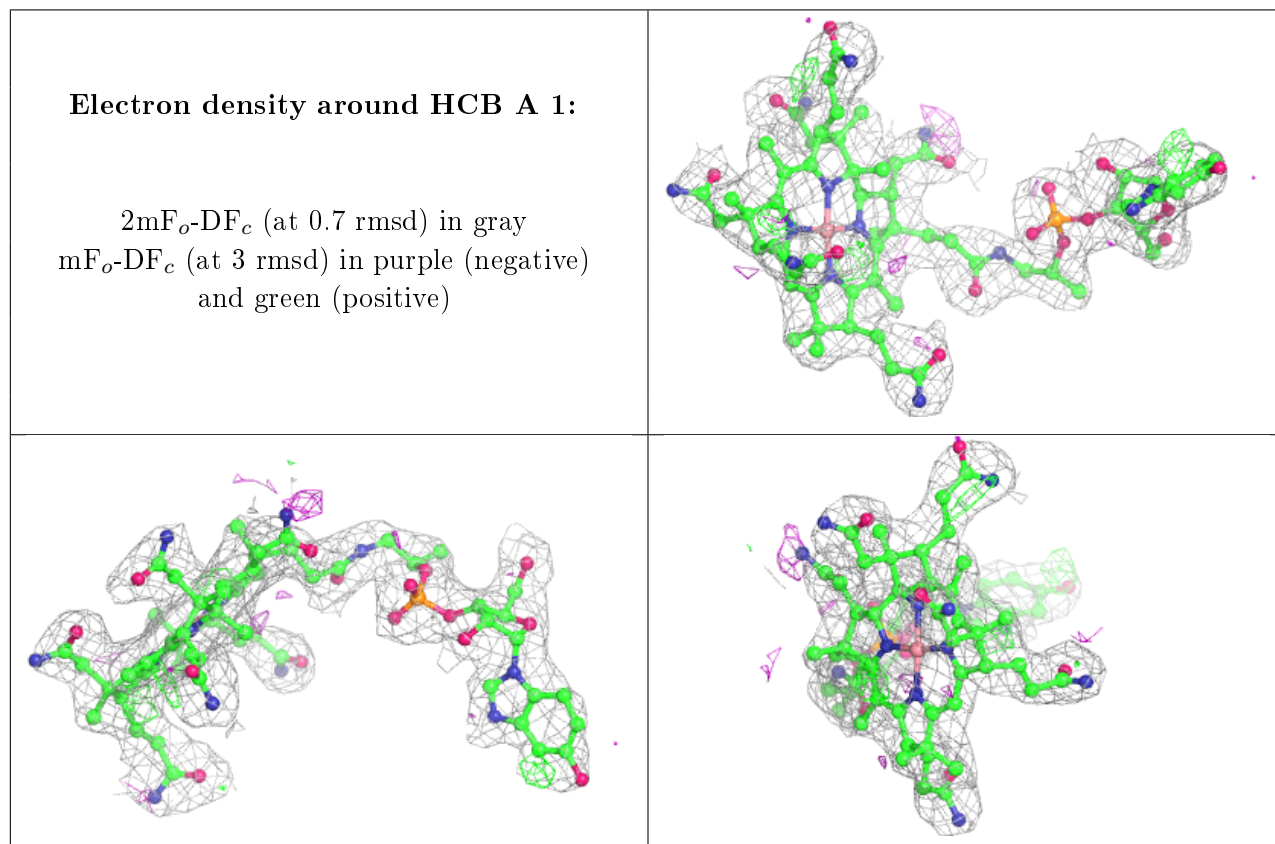 Electron density around HCB A 1:
2mFₒ-DF𝒸 (at 0.7 rmsd) in gray
mFₒ-DF𝒸 (at 3 rmsd) in purple (negative)
and green (positive)